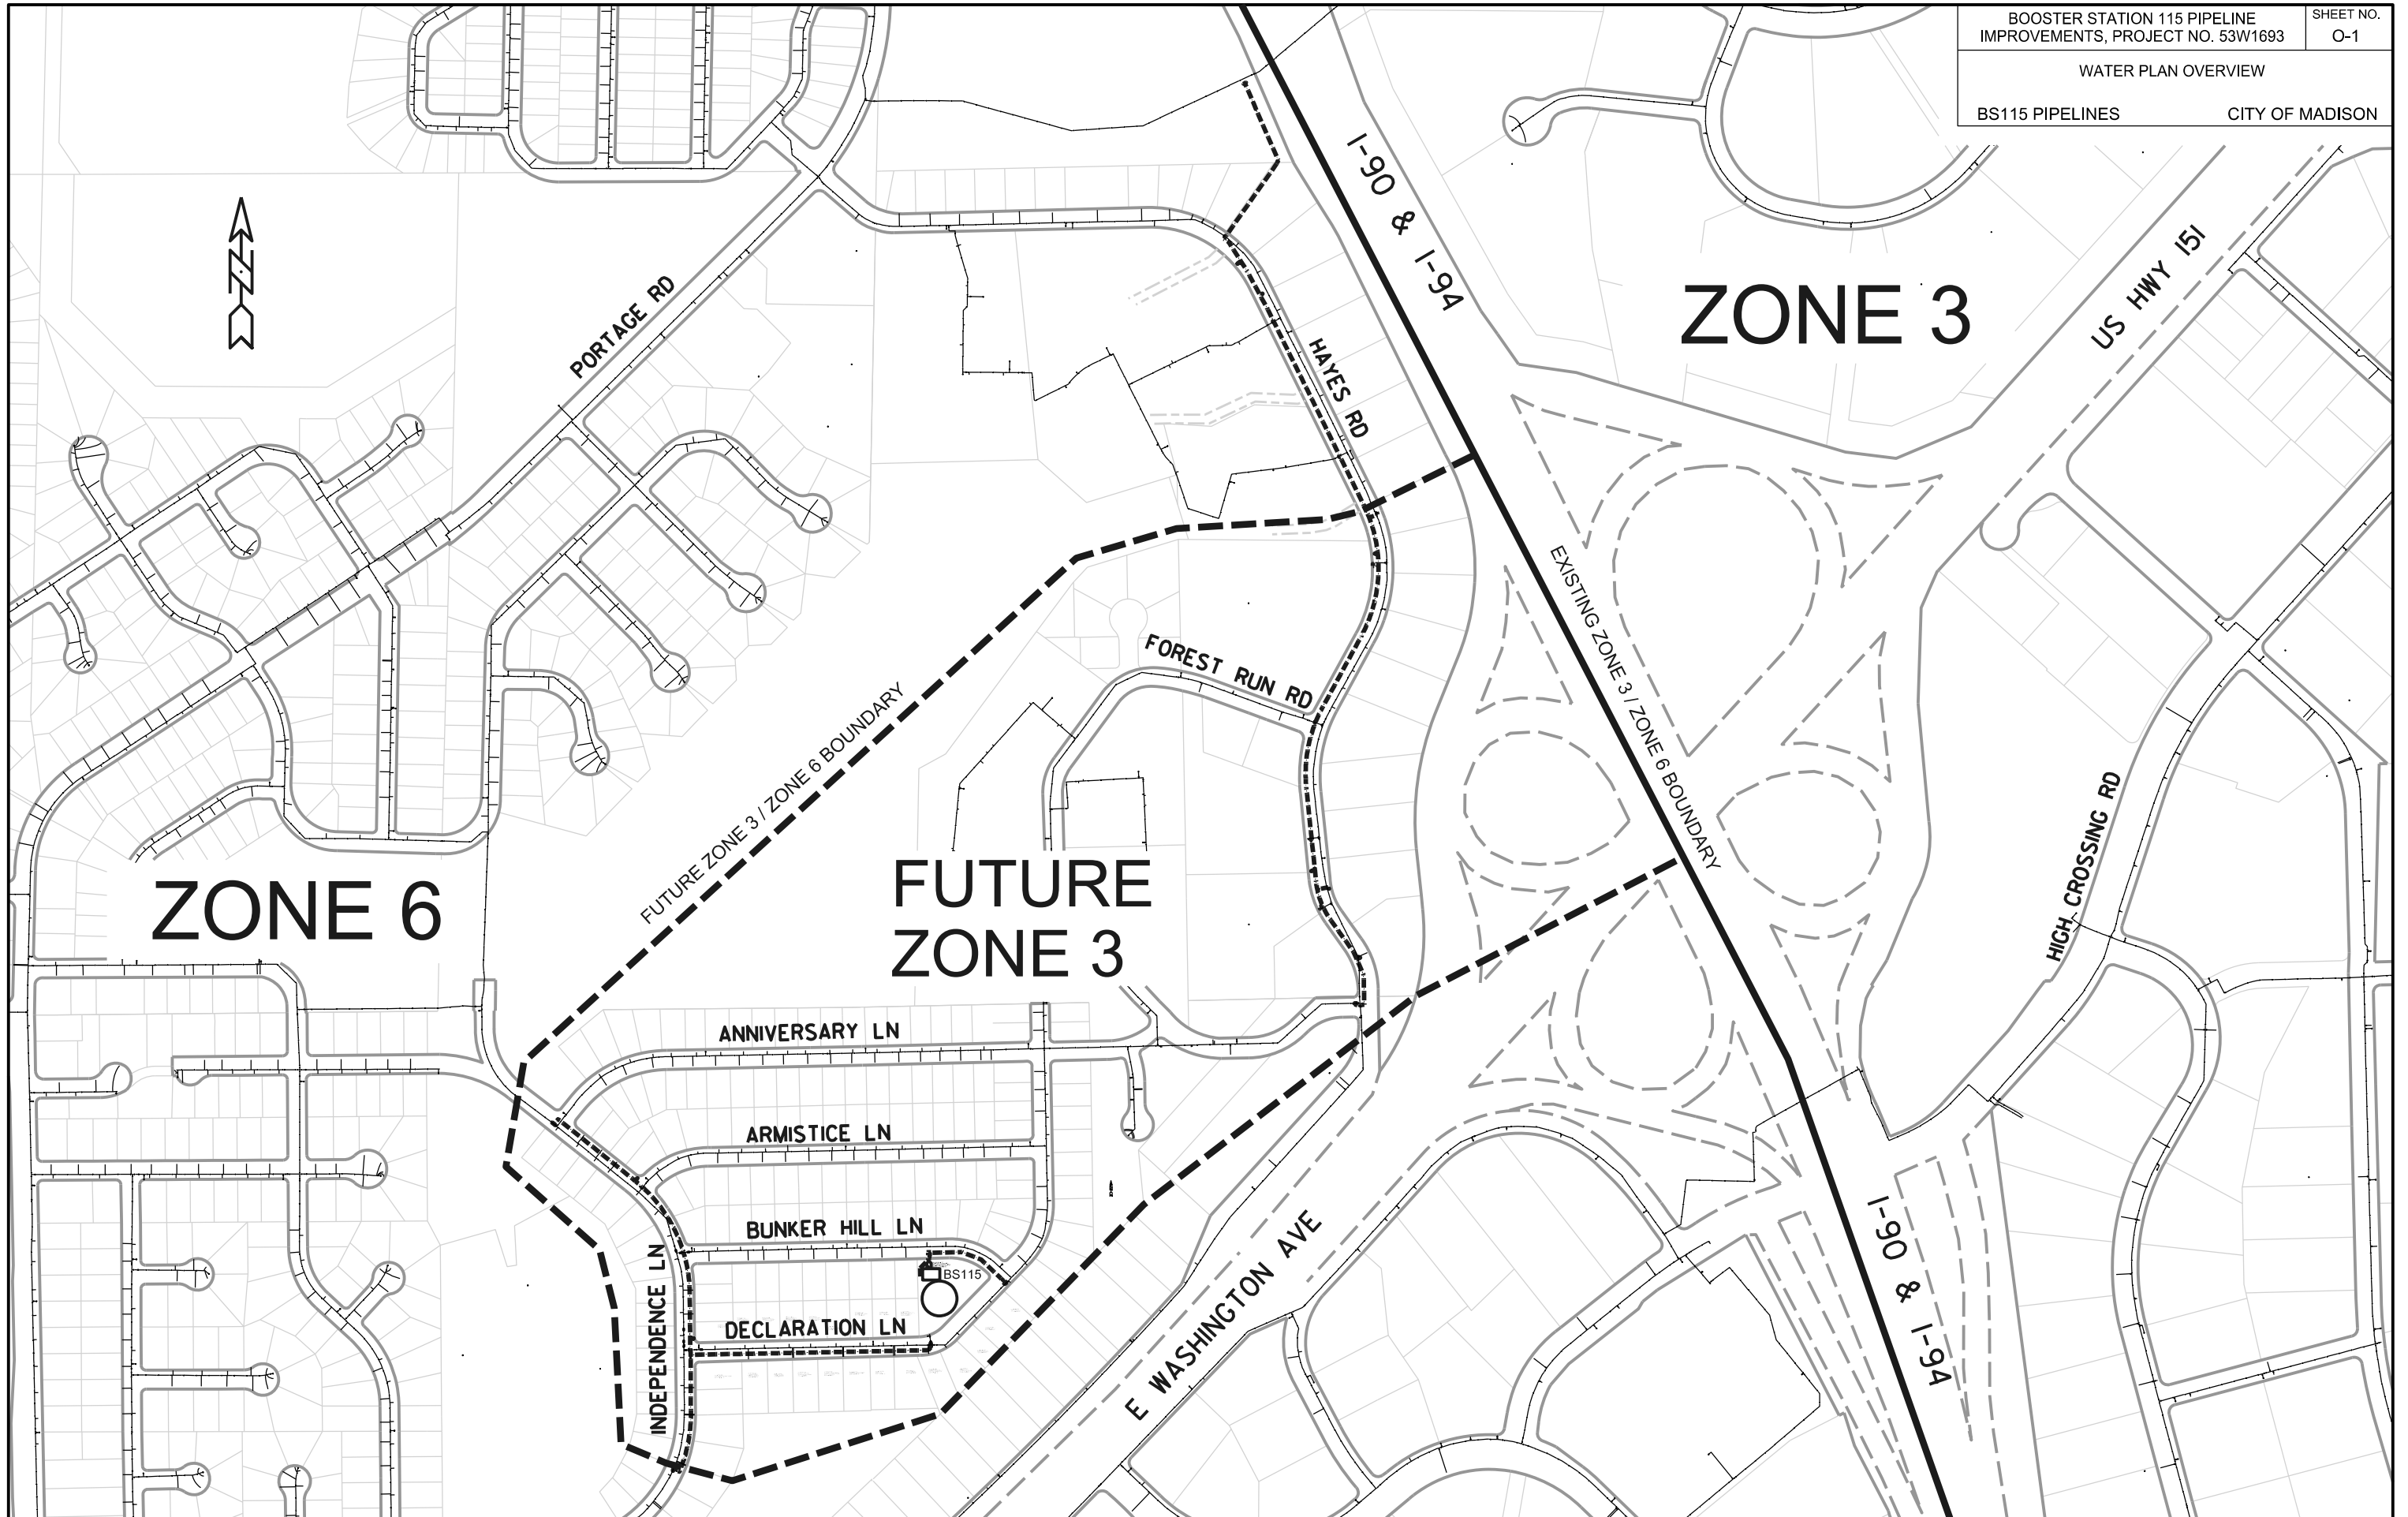 BOOSTER STATION 115 PIPELINE
IMPROVEMENTS, PROJECT NO. 53W1693
SHEET NO.
O-1
WATER PLAN OVERVIEW
BS115 PIPELINES
CITY OF MADISON
I-90 & I-94
ZONE 3
US HWY 151
N
PORTAGE RD
HAYES RD
EXISTING ZONE 3 / ZONE 6 BOUNDARY
FOREST RUN RD
FUTURE ZONE 3 / ZONE 6 BOUNDARY
HIGH CROSSING RD
ZONE 6
FUTURE
ZONE 3
ANNIVERSARY LN
ARMISTICE LN
BUNKER HILL LN
BS115
INDEPENDENCE LN
DECLARATION LN
E WASHINGTON AVE
I-90 & I-94